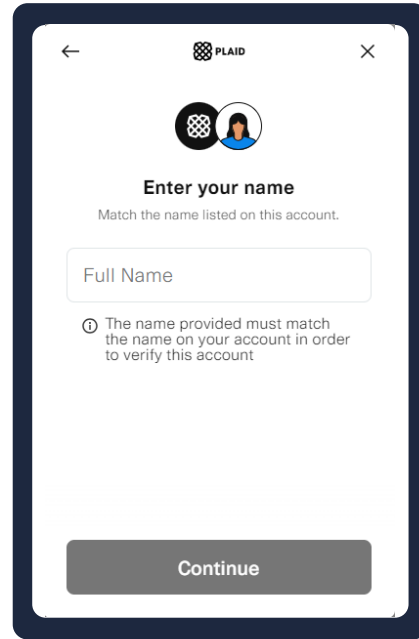 PLAID
Enter your name
Match the name listed on this account.
Full Name
The name provided must match
the name on your account in order
to verify this account
Continue